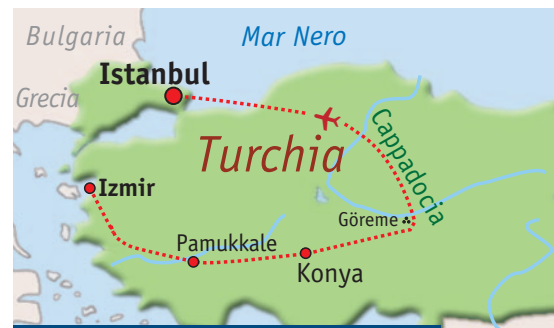 Bulgaria
Mar Nero
Istanbul
Grecia
Turchia
Cappadocia
Izmir
Göreme
Pamukkale
Konya